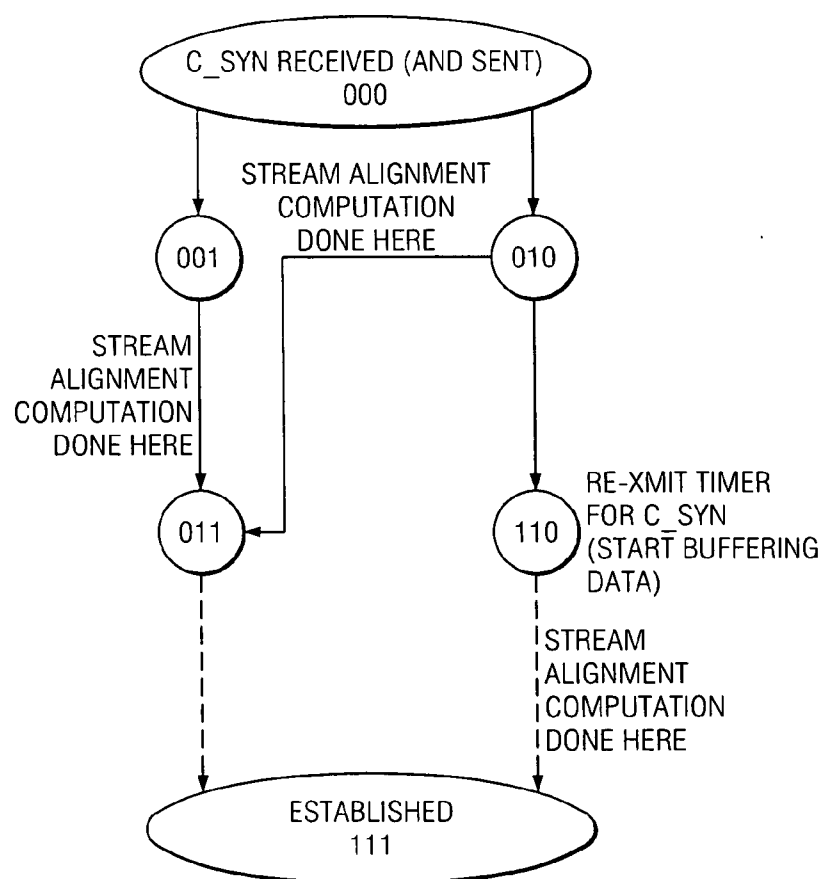 C_SYN RECEIVED (AND SENT)
000
STREAM ALIGNMENT
COMPUTATION
DONE HERE
001
010
STREAM
ALIGNMENT
COMPUTATION
DONE HERE
011
110
RE-XMIT TIMER
FOR C_SYN
(START BUFFERING
DATA)
STREAM
ALIGNMENT
COMPUTATION
DONE HERE
ESTABLISHED
111